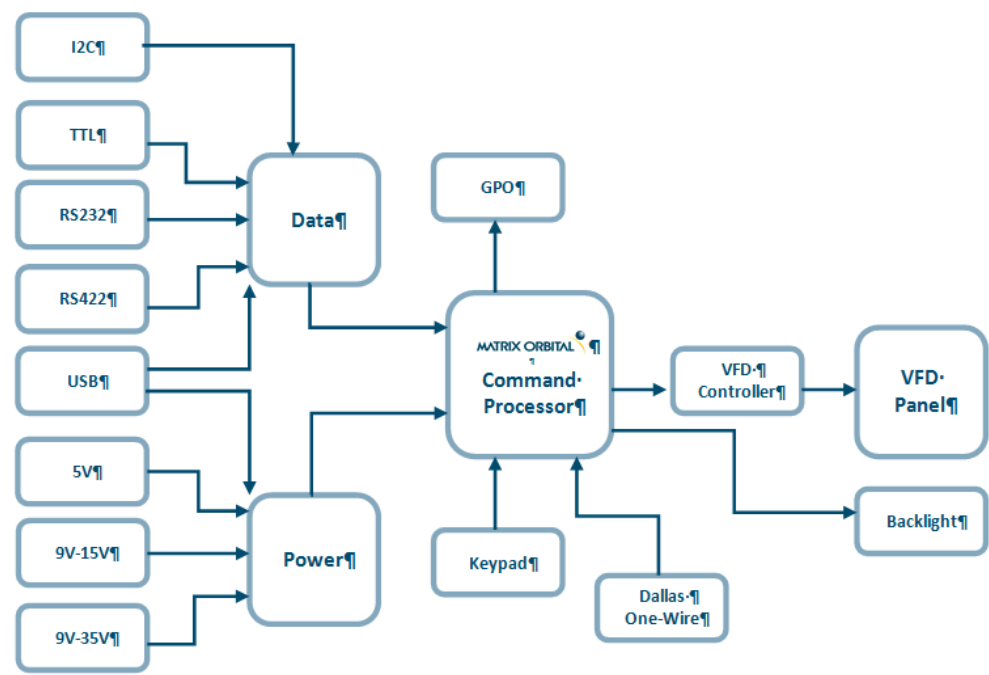 I2C¶
TTL¶
RS232¶
RS422¶
USB¶
5V¶
9V-15V¶
9V-35V¶
Data¶
Power¶
GPO¶
MATRIX ORBITAL ¶
¶
Command·
Processor¶
Keypad¶
Dallas·¶
One-Wire¶
VFD·¶
Controller¶
VFD·
Panel¶
Backlight¶